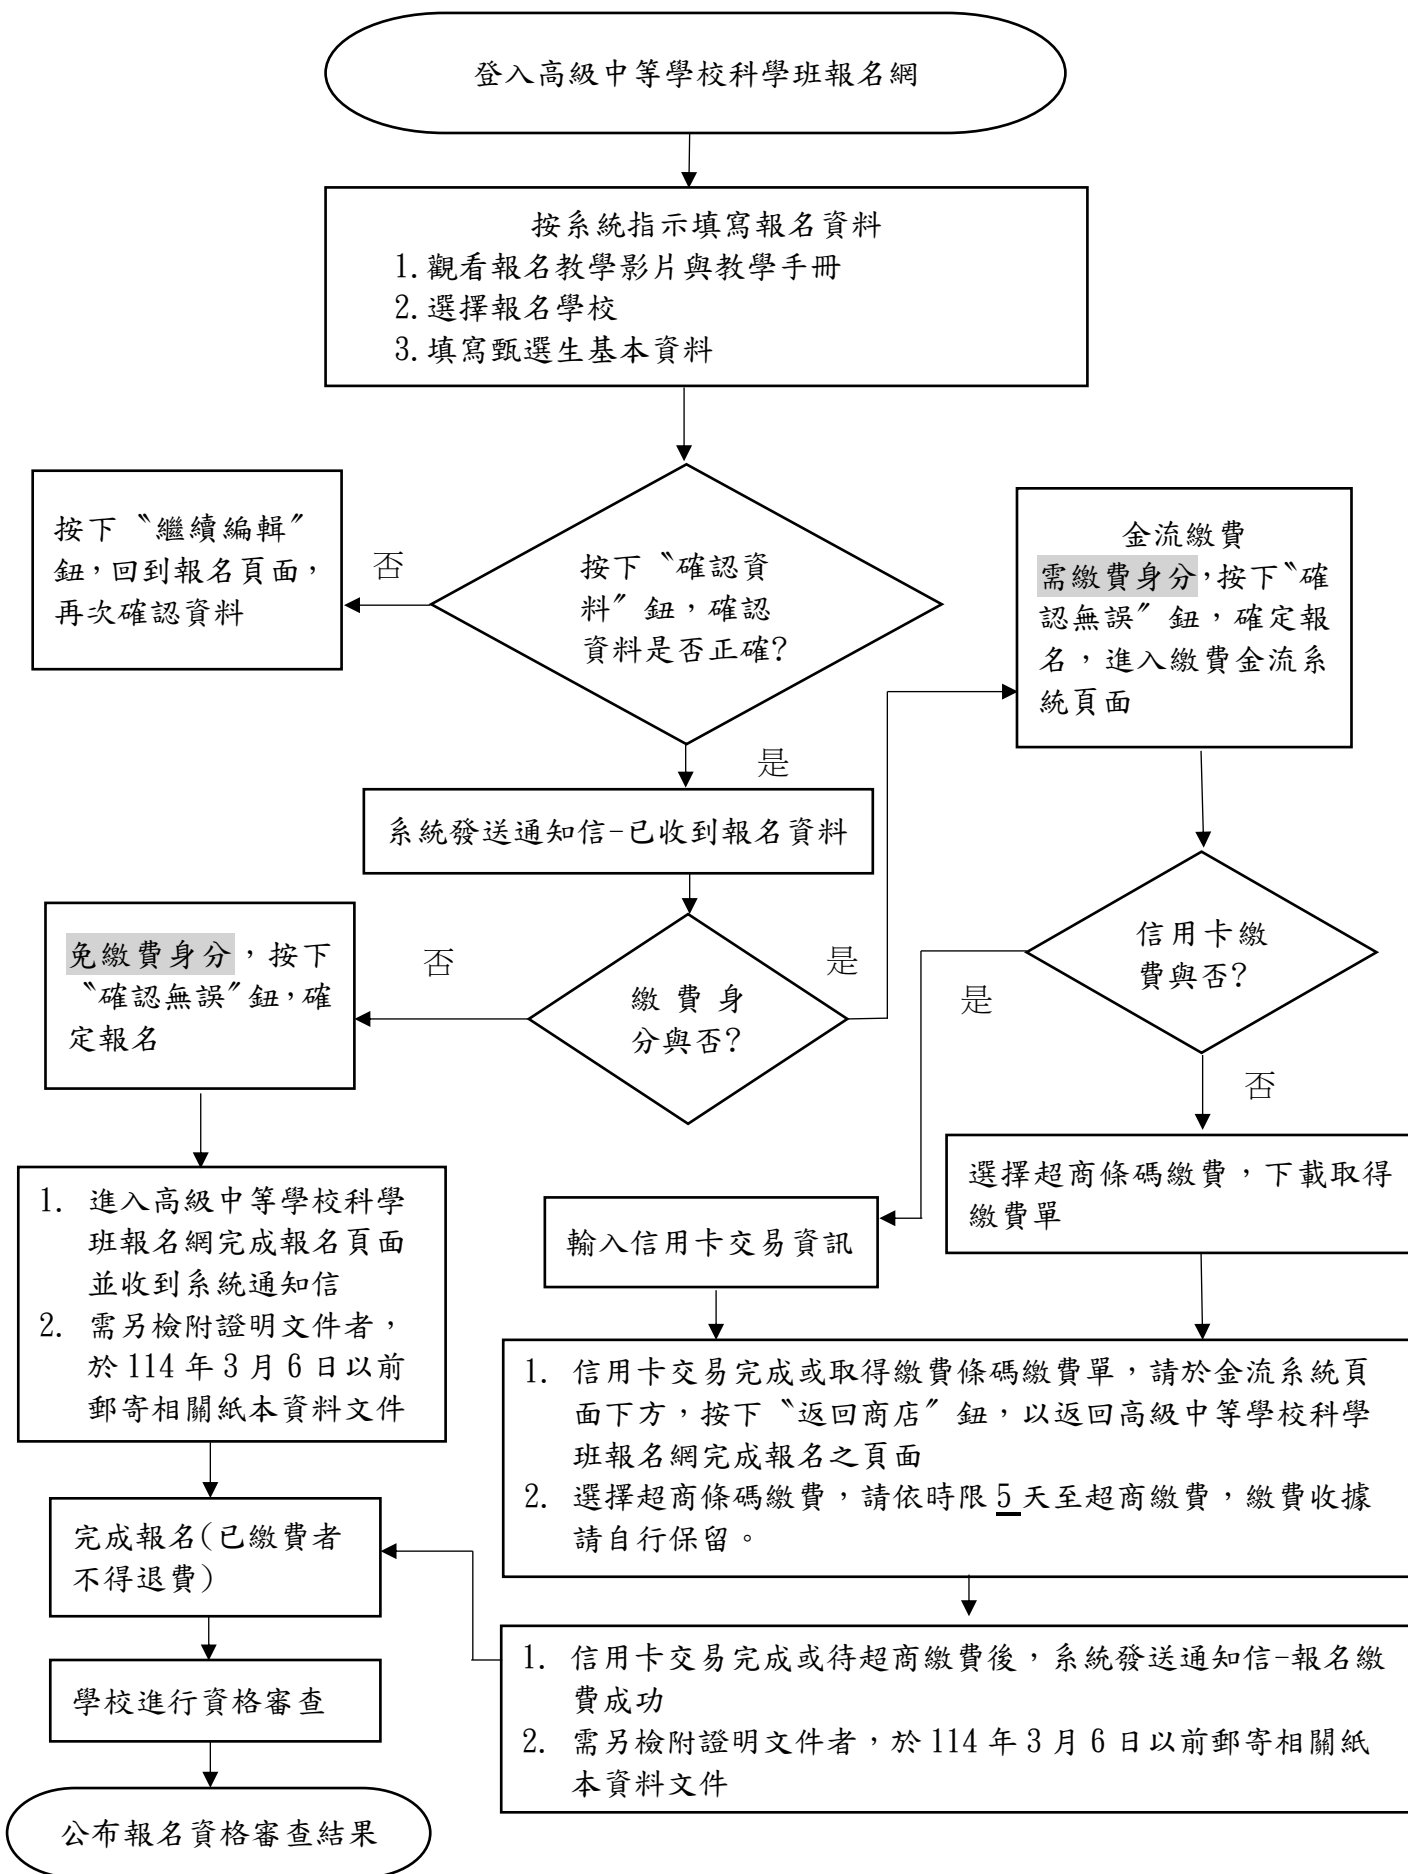 登入高級中等學校科學班報名網
按系統指示填寫報名資料
1.觀看報名教學影片與教學手冊
2.選擇報名學校
3.填寫甄選生基本資料
按下〝確認資
料〞鈕，確認
資料是否正確?
否
按下〝繼續編輯〞
鈕，回到報名頁面，
再次確認資料
是
系統發送通知信-已收到報名資料
繳費身
分與否?
否
免繳費身分，按下
〝確認無誤〞鈕，確
定報名
是
金流繳費
需繳費身分，按下〝確
認無誤〞鈕，確定報
名，進入繳費金流系
統頁面
信用卡繳
費與否?
是
否
選擇超商條碼繳費，下載取得
繳費單
輸入信用卡交易資訊
1. 進入高級中等學校科學
班報名網完成報名頁面
並收到系統通知信
2. 需另檢附證明文件者，
於 114 年 3 月 6 日以前
郵寄相關紙本資料文件
1. 信用卡交易完成或取得繳費條碼繳費單，請於金流系統頁
面下方，按下〝返回商店〞鈕，以返回高級中等學校科學
班報名網完成報名之頁面
2. 選擇超商條碼繳費，請依時限 5 天至超商繳費，繳費收據
請自行保留。
1. 信用卡交易完成或待超商繳費後，系統發送通知信-報名繳
費成功
2. 需另檢附證明文件者，於 114 年 3 月 6 日以前郵寄相關紙
本資料文件
完成報名(已繳費者
不得退費)
學校進行資格審查
公布報名資格審查結果